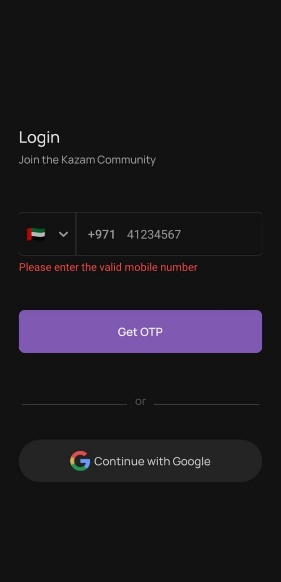 Login
Join the Kazam Community
+971 41234567
Please enter the valid mobile number
Get OTP
or
Continue with Google